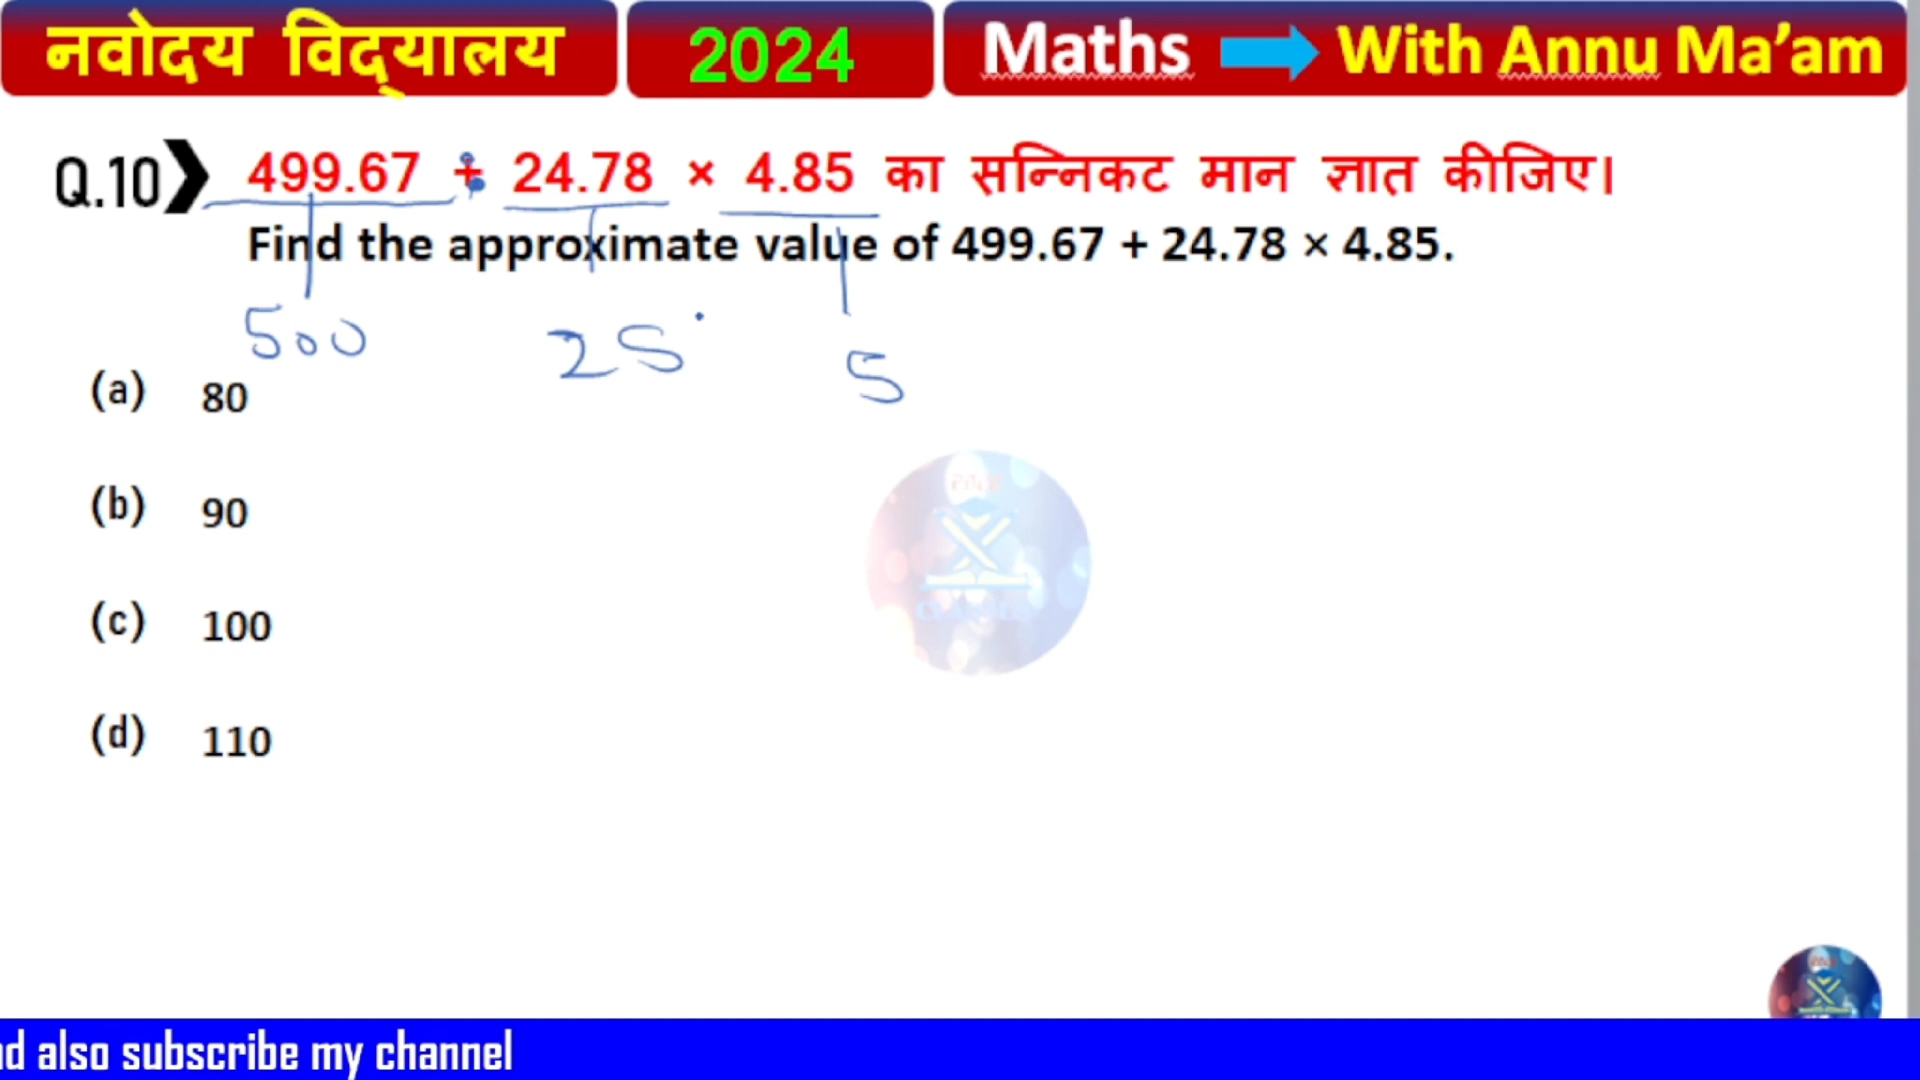 नवोदय विद्यालय
2024
Maths With Annu Ma'am
Q.10 499.67 + 24.78 × 4.85 का सन्निकट मान ज्ञात कीजिए।
Find the approximate value of 499.67 + 24.78 × 4.85.
500 25 5
(a) 80
(b) 90
(c) 100
(d) 110
also subscribe my channel